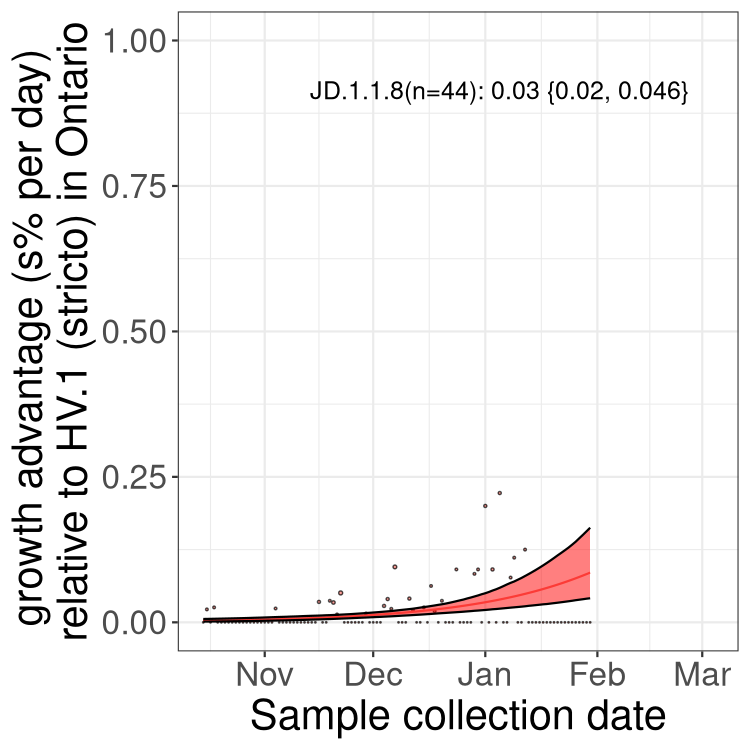 growth advantage (s% per day)
relative to HV.1 (stricto) in Ontario
1.00
0.75
0.50
0.25
0.00
JD.1.1.8(n=44): 0.03 {0.02, 0.046}
Nov Dec Jan Feb Mar
Sample collection date